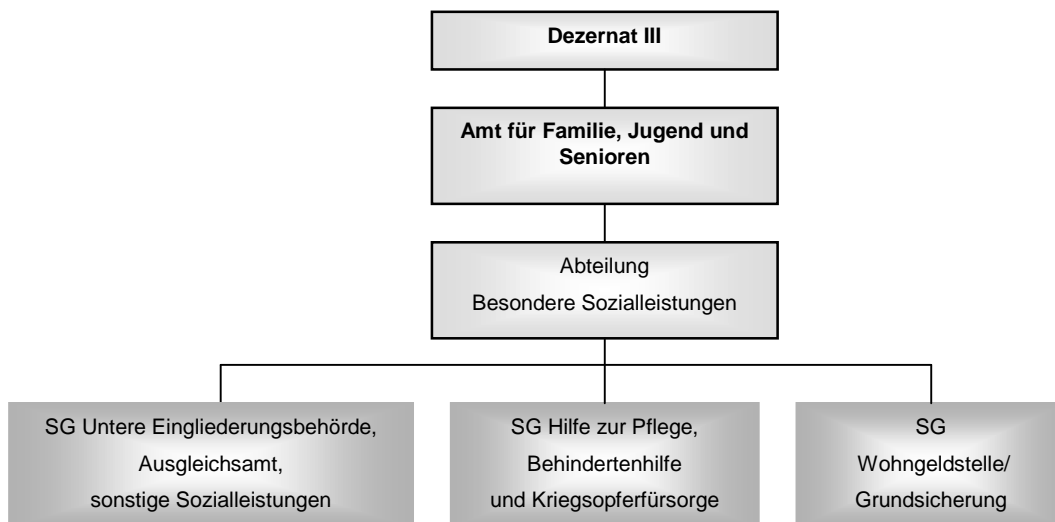 Dezernat III
Amt für Familie, Jugend und
Senioren
Abteilung
Besondere Sozialleistungen
SG Untere Eingliederungsbehörde,
Ausgleichsamt,
sonstige Sozialleistungen
SG Hilfe zur Pflege,
Behindertenhilfe
und Kriegsopferfürsorge
SG
Wohngeldstelle/
Grundsicherung